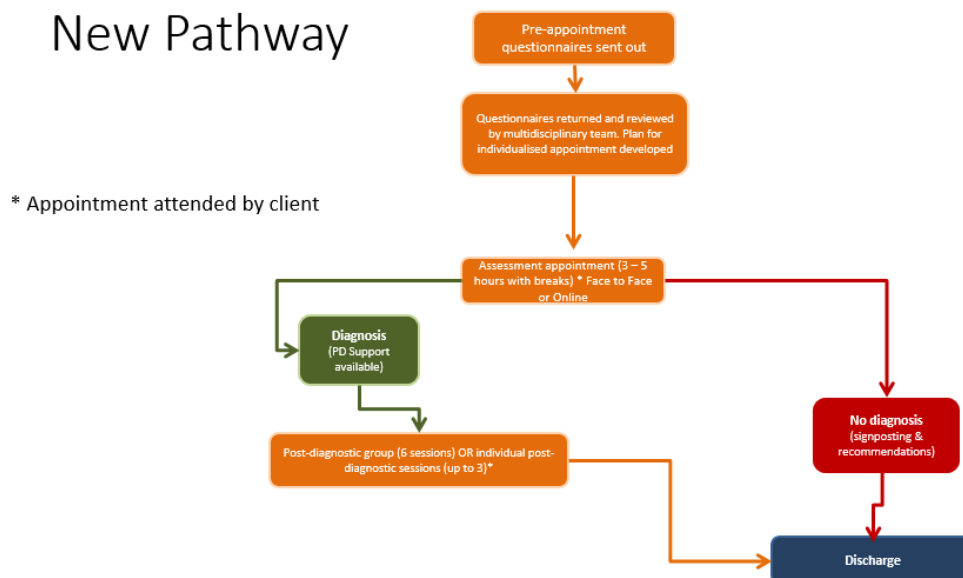 New Pathway
Pre-appointment
questionnaires sent out
Questionnaires returned and reviewed
by multidisciplinary team. Plan for
individualised appointment developed
* Appointment attended by client
Assessment appointment (3 – 5
hours with breaks) * Face to Face
or Online
Diagnosis
(PD Support
available)
No diagnosis
(signposting &
recommendations)
Post-diagnostic group (6 sessions) OR individual post-
diagnostic sessions (up to 3)*
Discharge